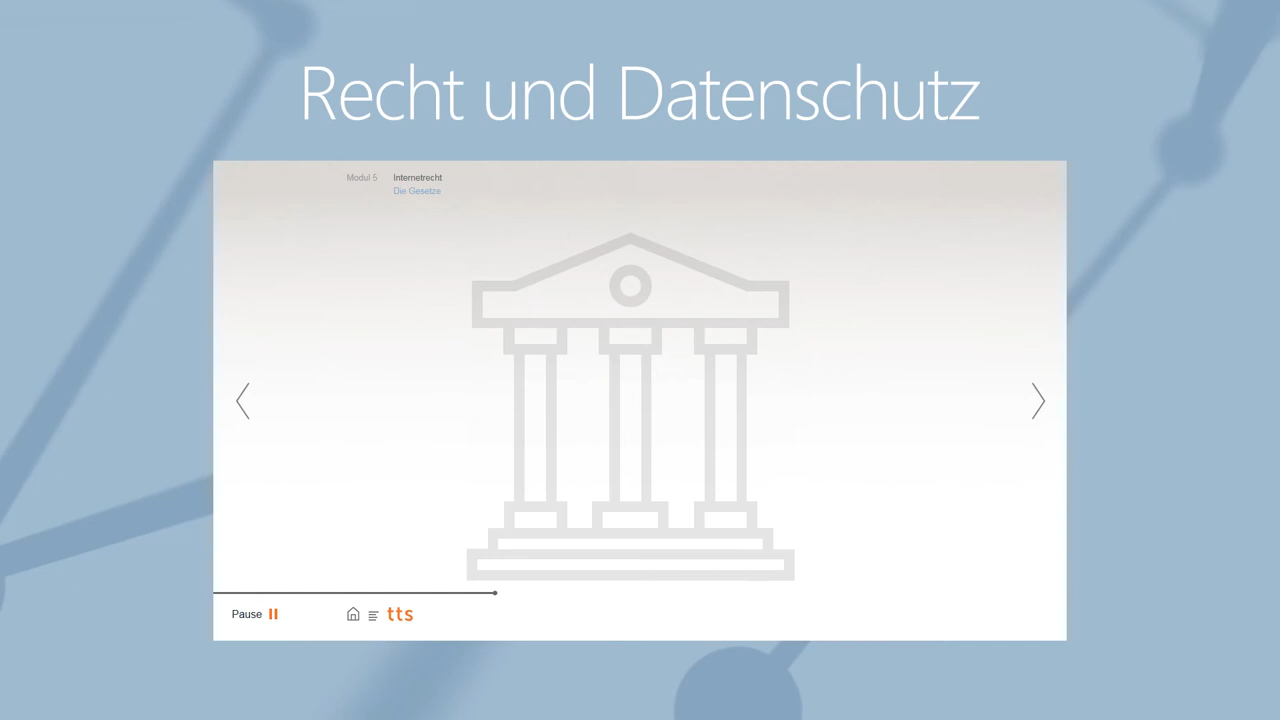 Recht und Datenschutz
Modul 5 Internetrecht
Die Gesetze
Pause tts